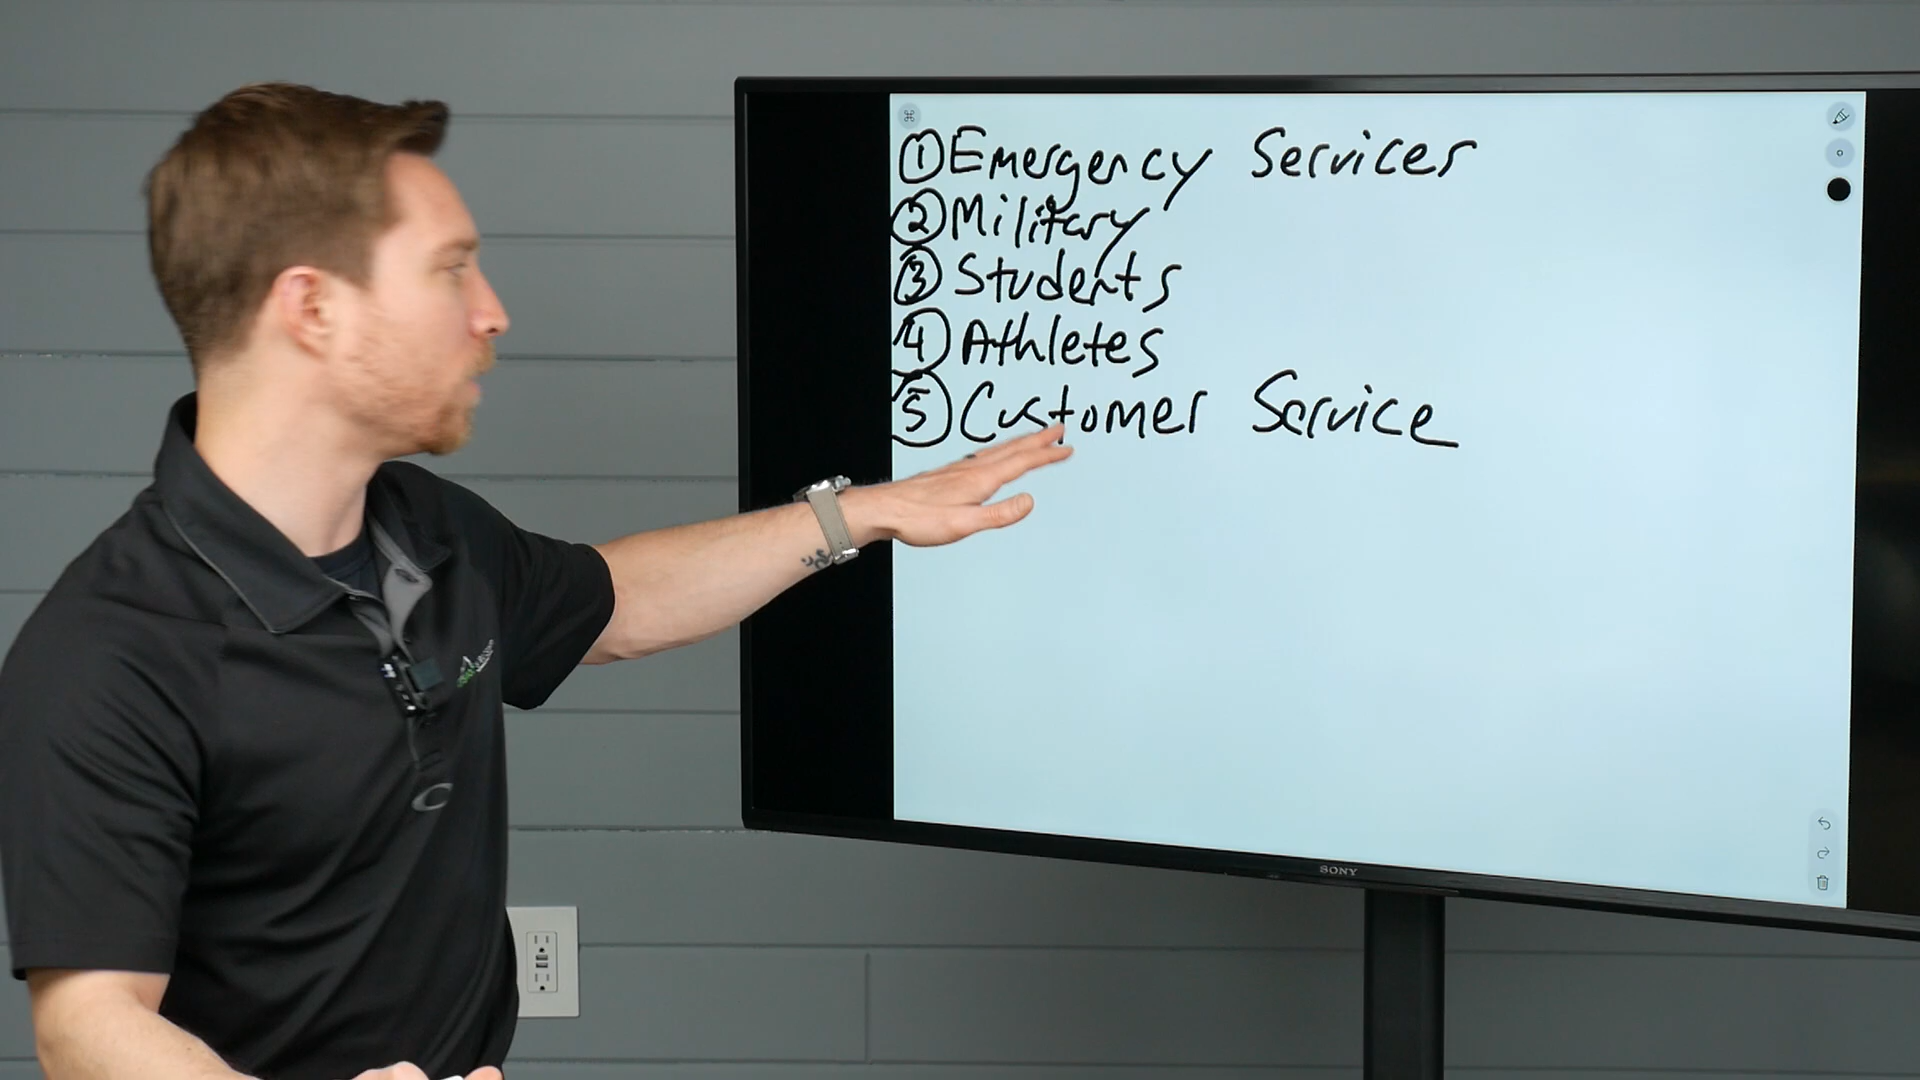 ① Emergency Services
② Military
③ Students
④ Athletes
⑤ Customer Service
SONY